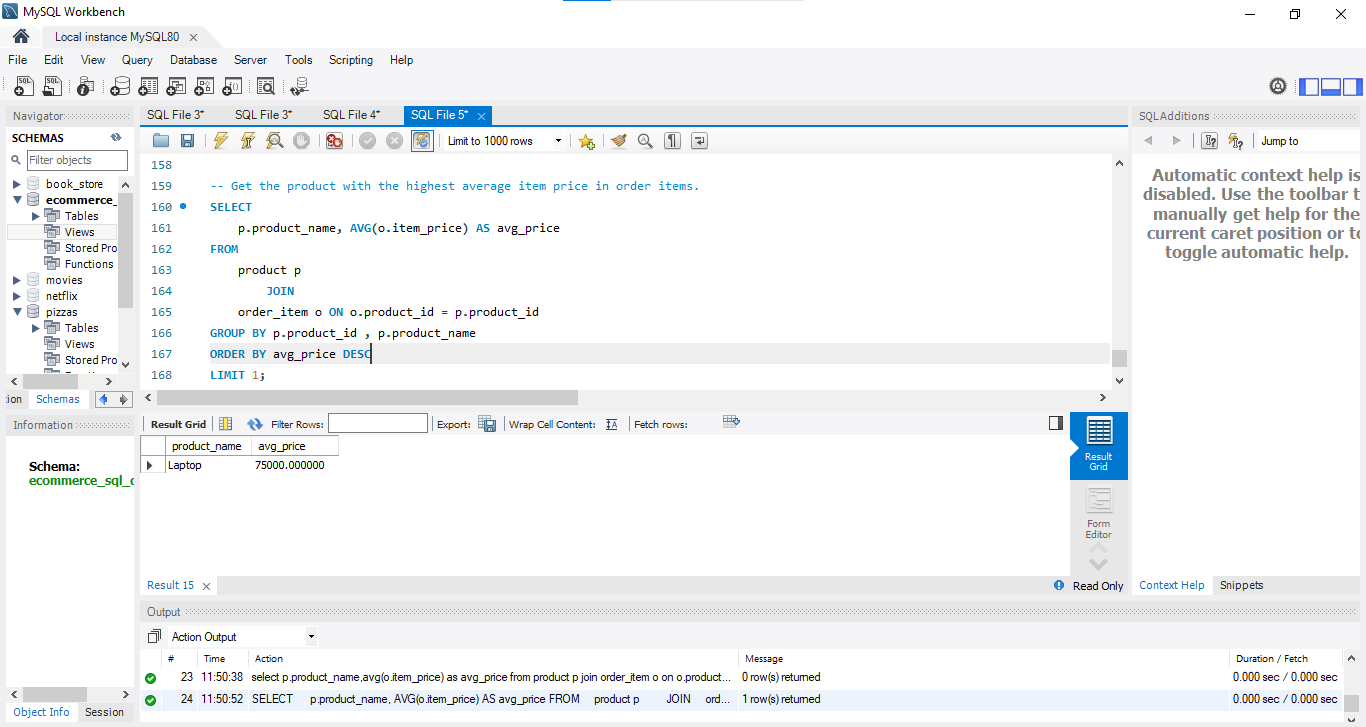 MySQL Workbench
Local instance MySQL80
File Edit View Query Database Server Tools Scripting Help
Navigator
SCHEMAS
Filter objects
book_store
ecommerce_
Tables
Views
Stored Pro
Functions
movies
netflix
pizzas
Tables
Views
Stored Pro
tion Schemas
Information
Schema:
ecommerce_sql_c
Object Info Session
SQL File 3* SQL File 3* SQL File 4* SQL File 5*
Limit to 1000 rows
158
159 -- Get the product with the highest average item price in order items.
160 SELECT
161 p.product_name, AVG(o.item_price) AS avg_price
162 FROM
163 product p
164 JOIN
165 order_item o ON o.product_id = p.product_id
166 GROUP BY p.product_id , p.product_name
167 ORDER BY avg_price DESC
168 LIMIT 1;
Result Grid Filter Rows: Export: Wrap Cell Content: Fetch rows:
product_name avg_price
Laptop 75000.000000
Result Grid
Form Editor
Result 15
Read Only
SQLAdditions
Jump to
Automatic context help is
disabled. Use the toolbar t
manually get help for the
current caret position or to
toggle automatic help.
Context Help Snippets
Output
Action Output
# Time Action Message Duration / Fetch
23 11:50:38 select p.product_name,avg(o.item_price) as avg_price from product p join order_item o on o.product... 0 row(s) returned 0.000 sec / 0.000 sec
24 11:50:52 SELECT p.product_name, AVG(o.item_price) AS avg_price FROM product p JOIN ord... 1 row(s) returned 0.000 sec / 0.000 sec